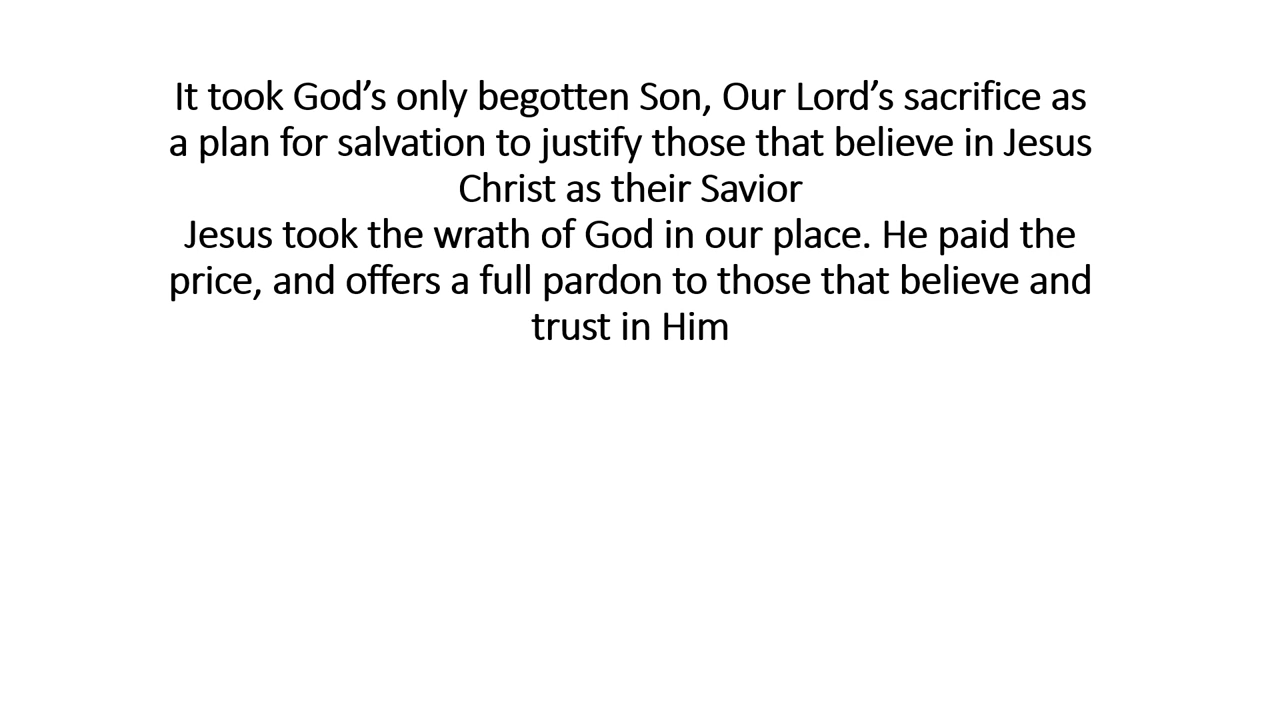 It took God’s only begotten Son, Our Lord’s sacrifice as
a plan for salvation to justify those that believe in Jesus
Christ as their Savior
Jesus took the wrath of God in our place. He paid the
price, and offers a full pardon to those that believe and
trust in Him